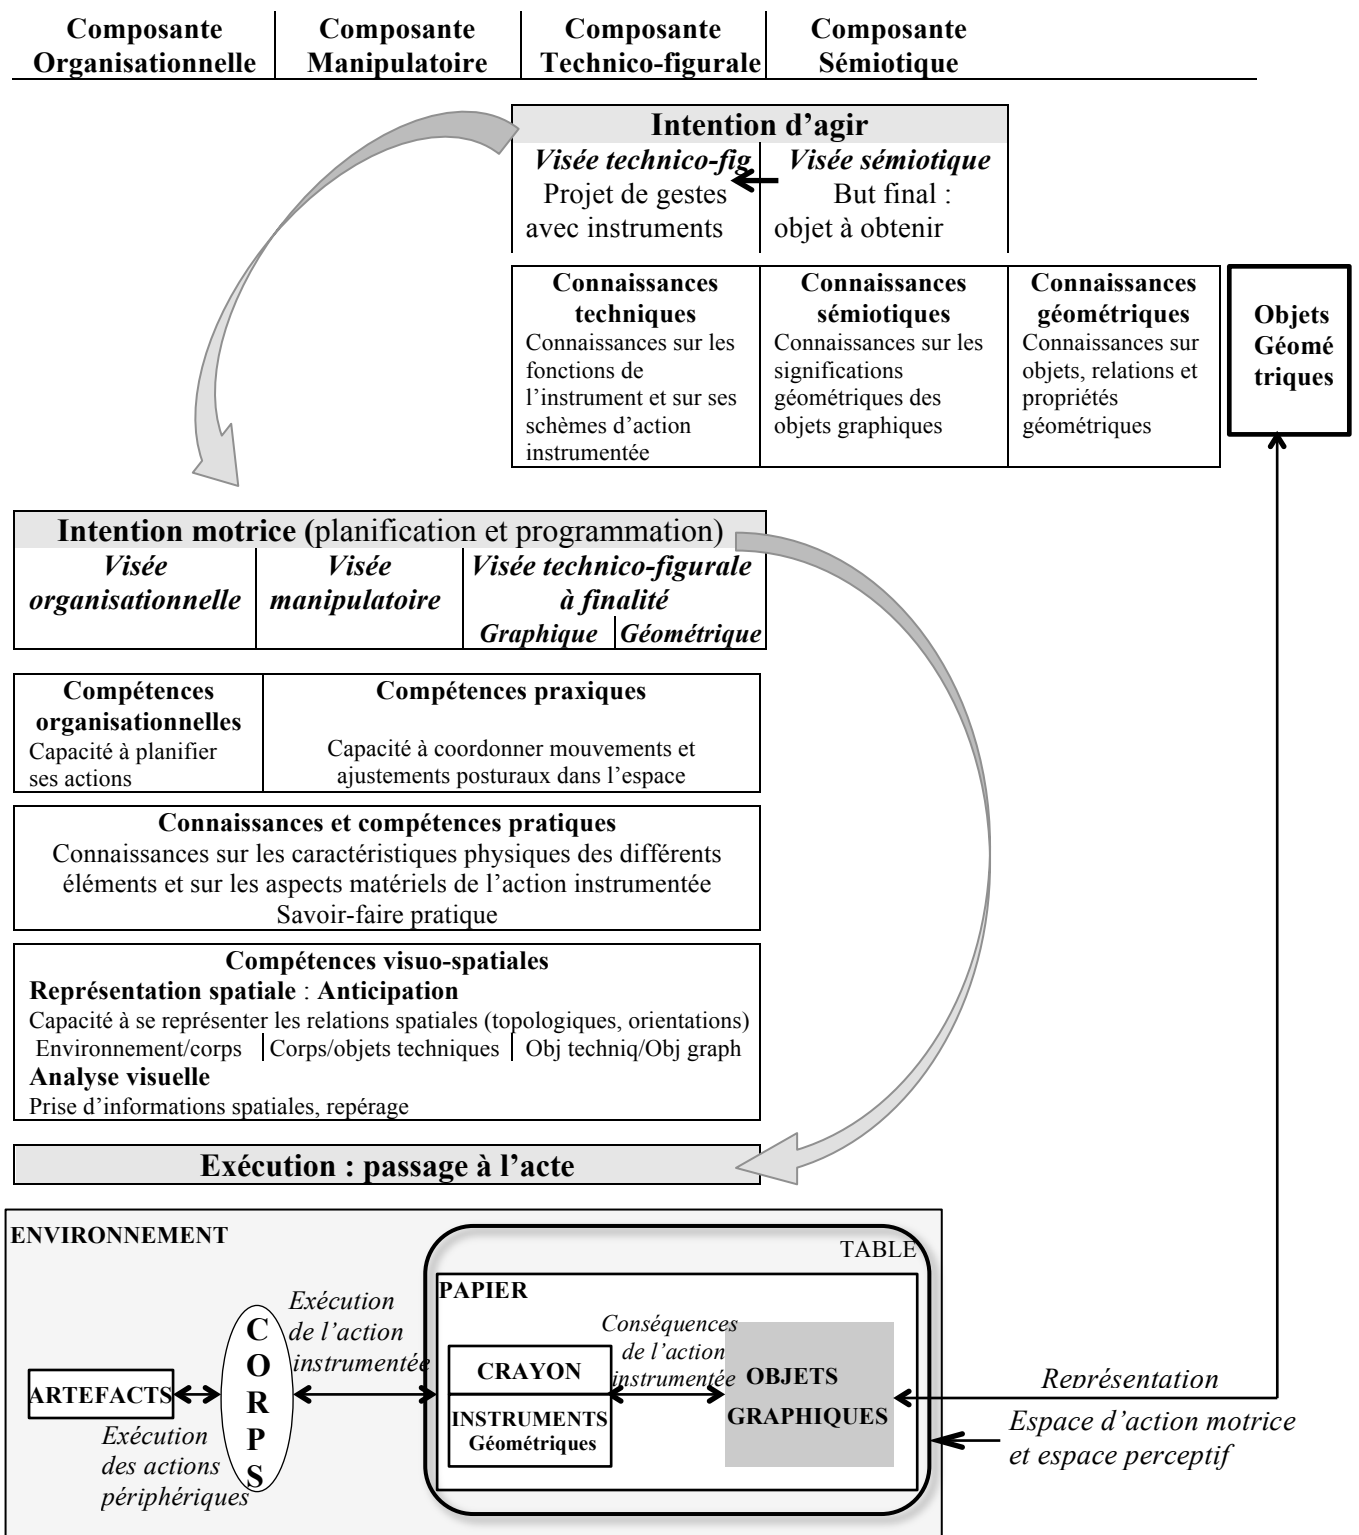 Composante
Organisationnelle
Composante
Manipulatoire
Composante
Technico-figurale
Composante
Sémiotique
Intention d’agir
Visée technico-fig
Projet de gestes
avec instruments
Visée sémiotique
But final :
objet à obtenir
Connaissances
techniques
Connaissances sur les
fonctions de
l’instrument et sur ses
schèmes d’action
instrumentée
Connaissances
sémiotiques
Connaissances sur les
significations
géométriques des
objets graphiques
Connaissances
géométriques
Connaissances sur
objets, relations et
propriétés
géométriques
Objets
Géomé
triques
Intention motrice (planification et programmation)
Visée
organisationnelle
Visée
manipulatoire
Visée technico-figurale
à finalité
Graphique
Géométrique
Compétences
organisationnelles
Capacité à planifier
ses actions
Compétences praxiques
Capacité à coordonner mouvements et
ajustements posturaux dans l’espace
Connaissances et compétences pratiques
Connaissances sur les caractéristiques physiques des différents
éléments et sur les aspects matériels de l’action instrumentée
Savoir-faire pratique
Compétences visuo-spatiales
Représentation spatiale : Anticipation
Capacité à se représenter les relations spatiales (topologiques, orientations)
Environnement/corps
Corps/objets techniques
Obj techniq/Obj graph
Analyse visuelle
Prise d’informations spatiales, repérage
Exécution : passage à l’acte
ENVIRONNEMENT
TABLE
PAPIER
Exécution
de l’action
instrumentée
CORPS
ARTEFACTS
Exécution
des actions
périphériques
CRAYON
INSTRUMENTS
Géométriques
Conséquences
de l’action
instrumentée
OBJETS
GRAPHIQUES
Représentation
Espace d’action motrice
et espace perceptif